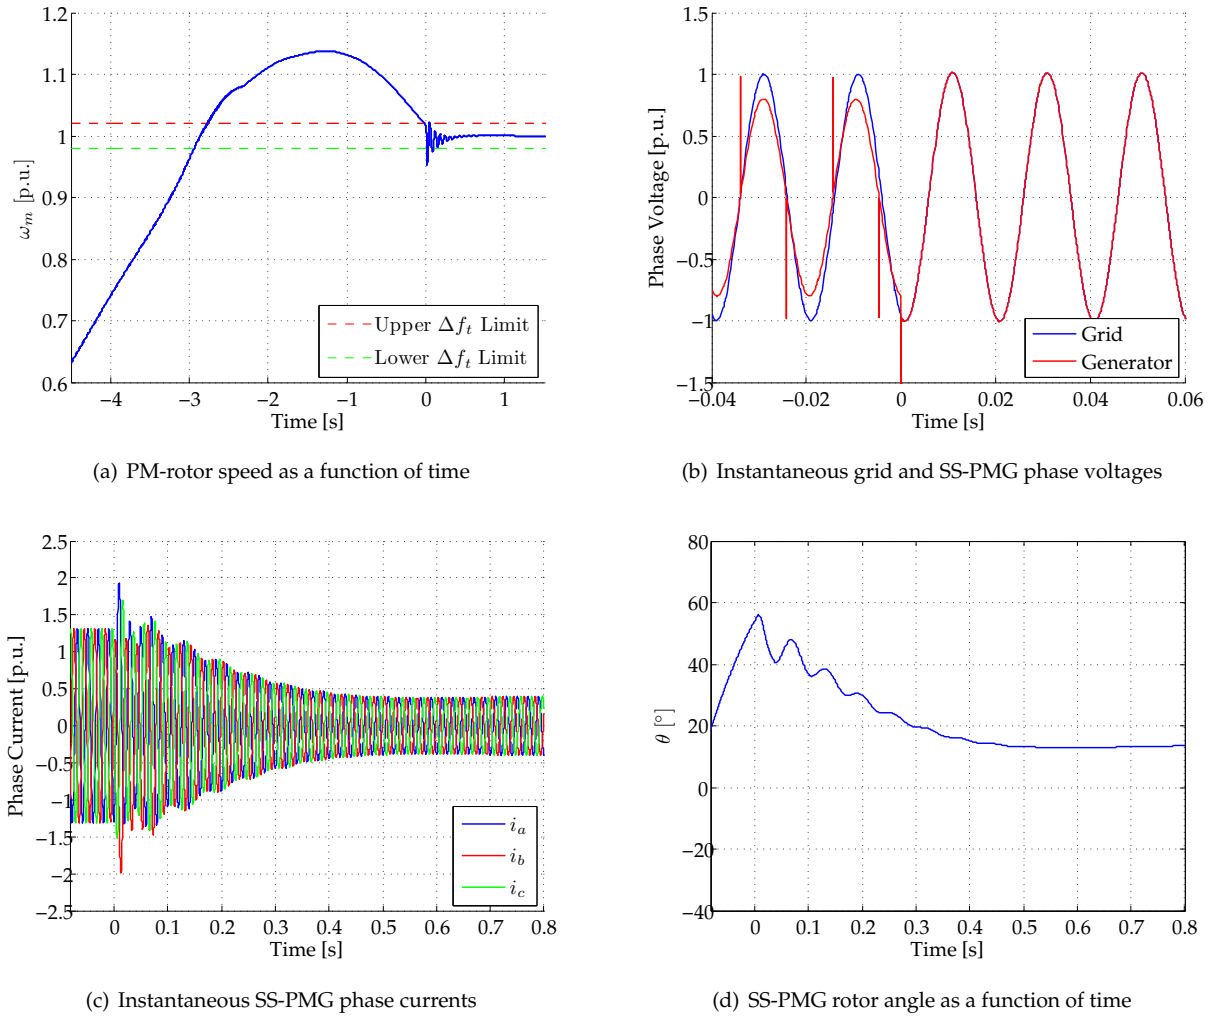 1.2
1.1
1
0.9
0.8
0.7
0.6
ω_m [p.u.]
Upper Δf_t Limit
Lower Δf_t Limit
−4 −3 −2 −1 0 1
Time [s]
(a) PM-rotor speed as a function of time
1.5
1
0.5
0
−0.5
−1
−1.5
Phase Voltage [p.u.]
Grid
Generator
−0.04 −0.02 0 0.02 0.04 0.06
Time [s]
(b) Instantaneous grid and SS-PMG phase voltages
2.5
2
1.5
1
0.5
0
−0.5
−1
−1.5
−2
−2.5
Phase Current [p.u.]
i_a
i_b
i_c
0 0.1 0.2 0.3 0.4 0.5 0.6 0.7 0.8
Time [s]
(c) Instantaneous SS-PMG phase currents
80
60
40
20
0
−20
−40
θ [°]
0 0.1 0.2 0.3 0.4 0.5 0.6 0.7 0.8
Time [s]
(d) SS-PMG rotor angle as a function of time